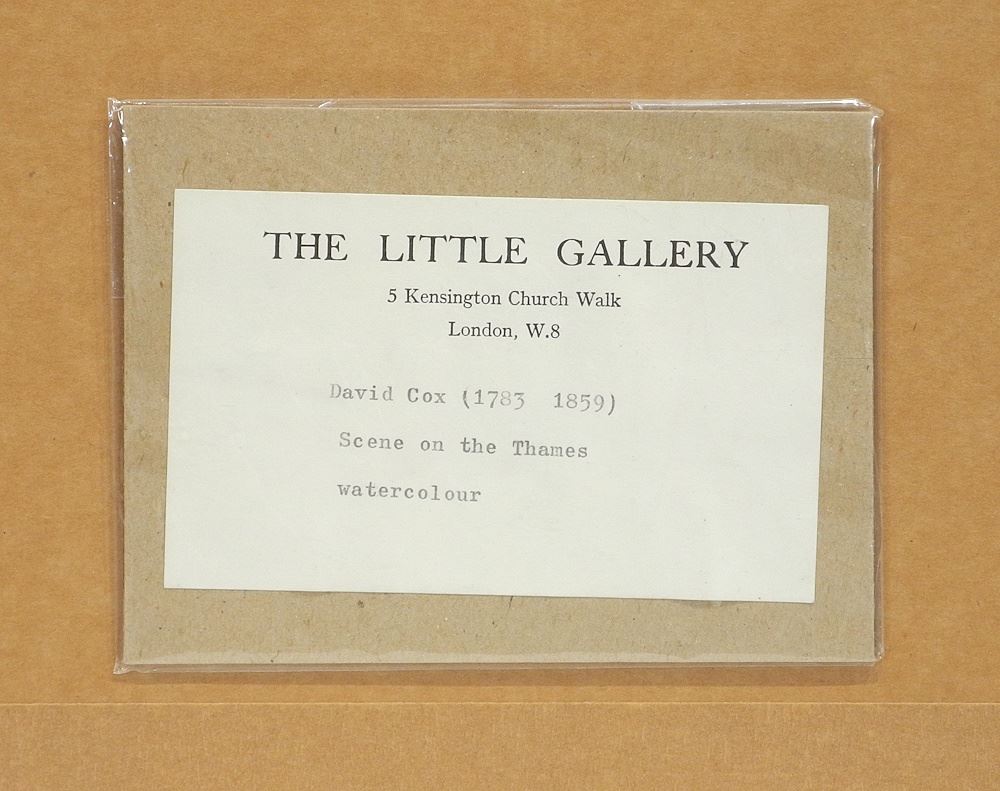 THE LITTLE GALLERY
5 Kensington Church Walk
London, W.8
David Cox (1783 1859)
Scene on the Thames
watercolour